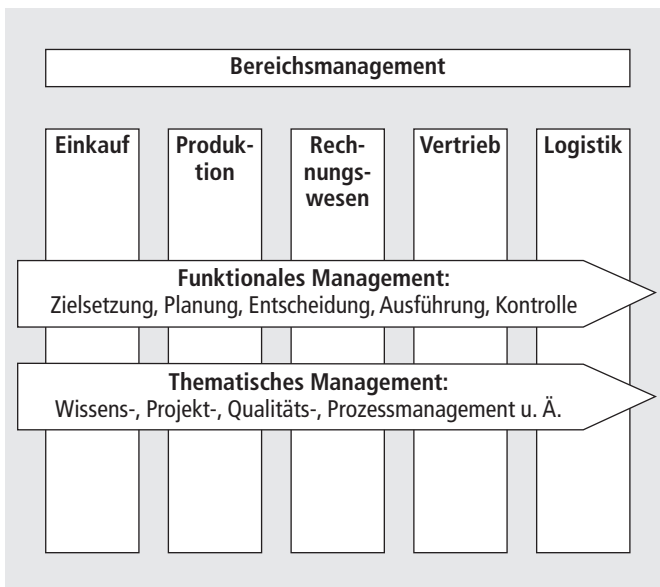 Bereichsmanagement
Einkauf
Produk-
tion
Rech-
nungs-
wesen
Vertrieb
Logistik
Funktionales Management:
Zielsetzung, Planung, Entscheidung, Ausführung, Kontrolle
Thematisches Management:
Wissens-, Projekt-, Qualitäts-, Prozessmanagement u. Ä.